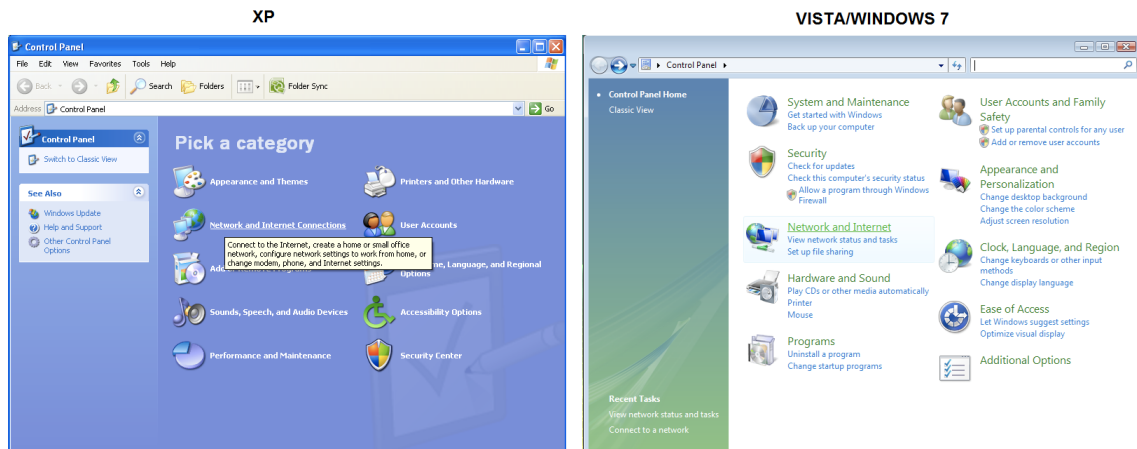 XP
VISTA/WINDOWS 7
Control Panel
File Edit View Favorites Tools Help
Back Search Folders Folder Sync
Address Control Panel Go
Control Panel
Switch to Classic View
See Also
Windows Update
Help and Support
Other Control Panel
Options
Pick a category
Appearance and Themes
Printers and Other Hardware
Network and Internet Connections
User Accounts
Connect to the Internet, create a home or small office
network, configure network settings to work from home, or
change modem, phone, and Internet settings.
Language, and Regional
Options
Sounds, Speech, and Audio Devices
Accessibility Options
Performance and Maintenance
Security Center
Control Panel
Control Panel Home
Classic View
Recent Tasks
View network status and tasks
Connect to a network
System and Maintenance
Get started with Windows
Back up your computer
Security
Check for updates
Check this computer's security status
Allow a program through Windows
Firewall
Network and Internet
View network status and tasks
Set up file sharing
Hardware and Sound
Play CDs or other media automatically
Printer
Mouse
Programs
Uninstall a program
Change startup programs
User Accounts and Family
Safety
Set up parental controls for any user
Add or remove user accounts
Appearance and
Personalization
Change desktop background
Change the color scheme
Adjust screen resolution
Clock, Language, and Region
Change keyboards or other input
methods
Change display language
Ease of Access
Let Windows suggest settings
Optimize visual display
Additional Options